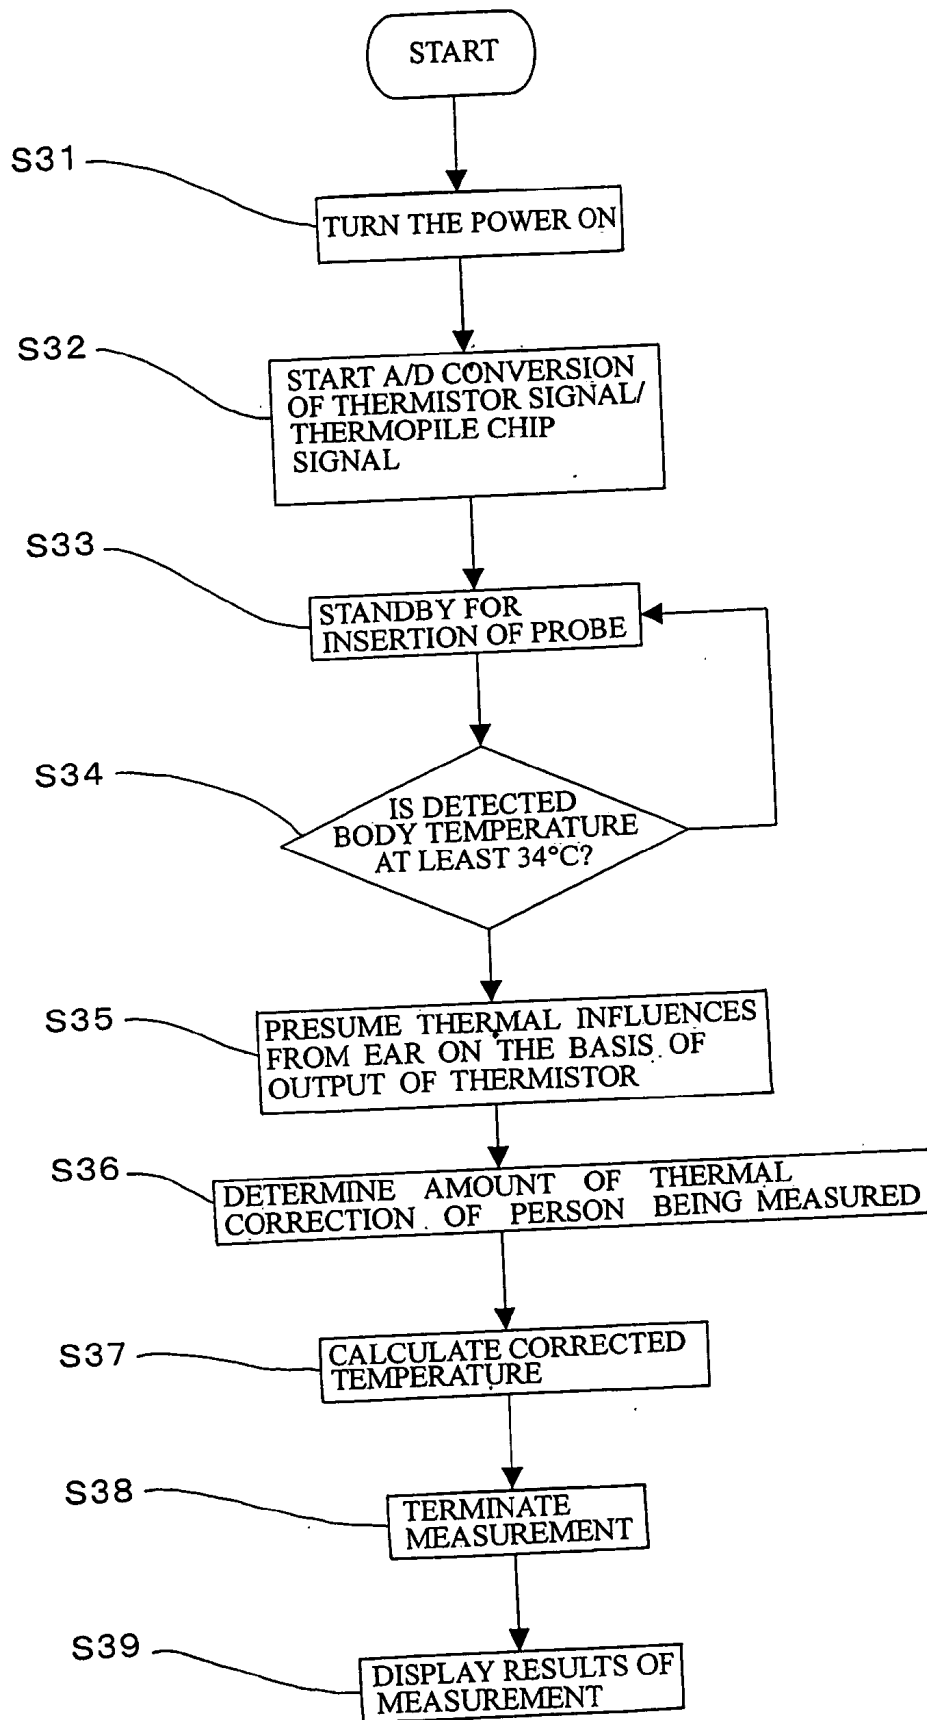 START
S31
TURN THE POWER ON
S32
START A/D CONVERSION
OF THERMISTOR SIGNAL/
THERMOPILE CHIP
SIGNAL
S33
STANDBY FOR
INSERTION OF PROBE
S34
IS DETECTED
BODY TEMPERATURE
AT LEAST 34°C?
S35
PRESUME THERMAL INFLUENCES
FROM EAR ON THE BASIS OF
OUTPUT OF THERMISTOR
S36
DETERMINE AMOUNT OF THERMAL
CORRECTION OF PERSON BEING MEASURED
S37
CALCULATE CORRECTED
TEMPERATURE
S38
TERMINATE
MEASUREMENT
S39
DISPLAY RESULTS OF
MEASUREMENT